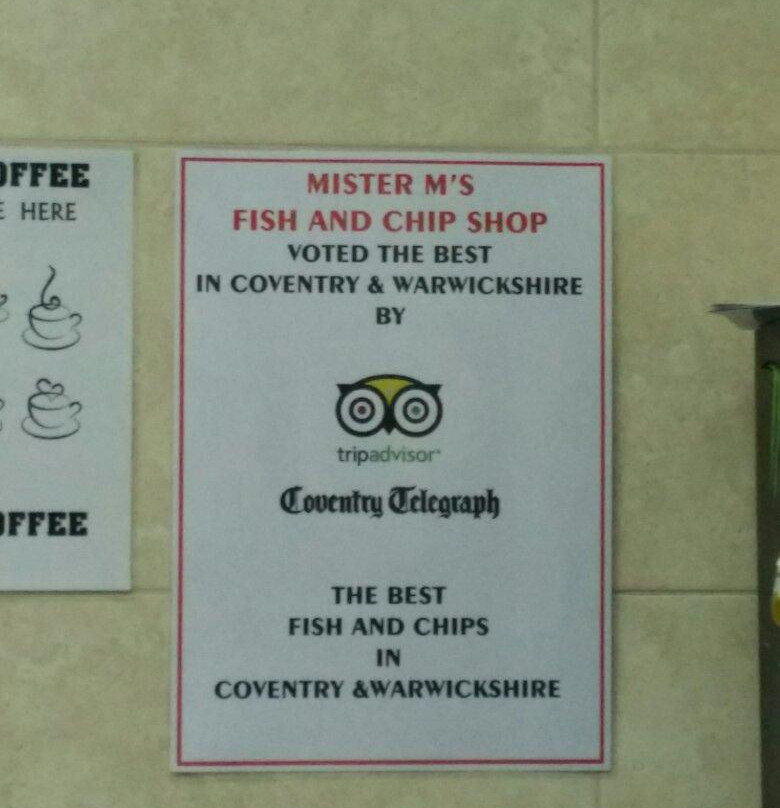 OFFEE
HERE
OFFEE
MISTER M'S
FISH AND CHIP SHOP
VOTED THE BEST
IN COVENTRY & WARWICKSHIRE
BY
tripadvisor
Coventry Telegraph
THE BEST
FISH AND CHIPS
IN
COVENTRY &WARWICKSHIRE